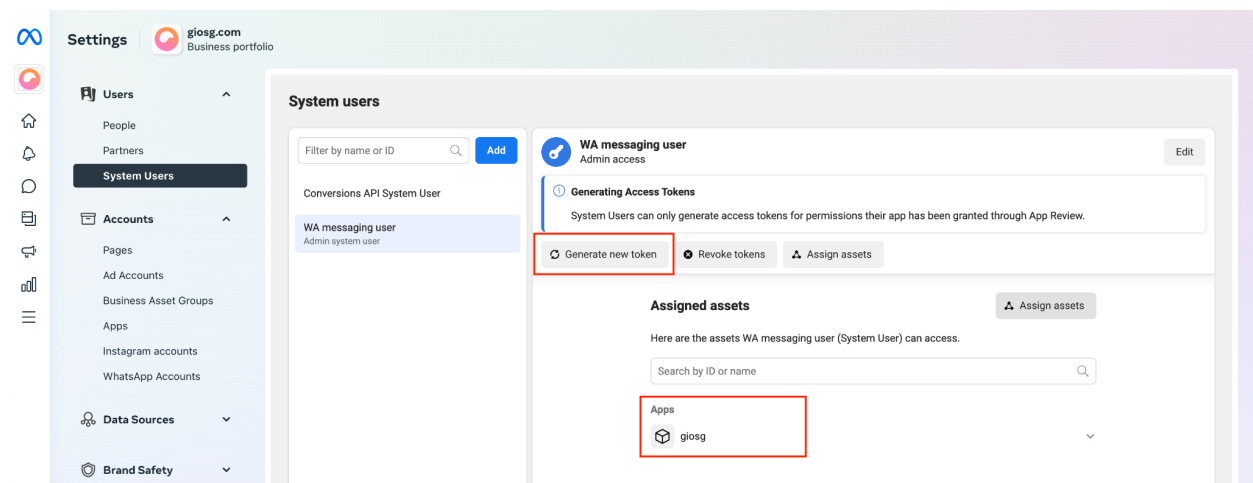 Settings
giosg.com
Business portfolio
Users
People
Partners
System Users
Accounts
Pages
Ad Accounts
Business Asset Groups
Apps
Instagram accounts
WhatsApp Accounts
Data Sources
Brand Safety
System users
Filter by name or ID
Add
Conversions API System User
WA messaging user
Admin system user
WA messaging user
Admin access
Edit
Generating Access Tokens
System Users can only generate access tokens for permissions their app has been granted through App Review.
Generate new token
Revoke tokens
Assign assets
Assigned assets
Assign assets
Here are the assets WA messaging user (System User) can access.
Search by ID or name
Apps
giosg